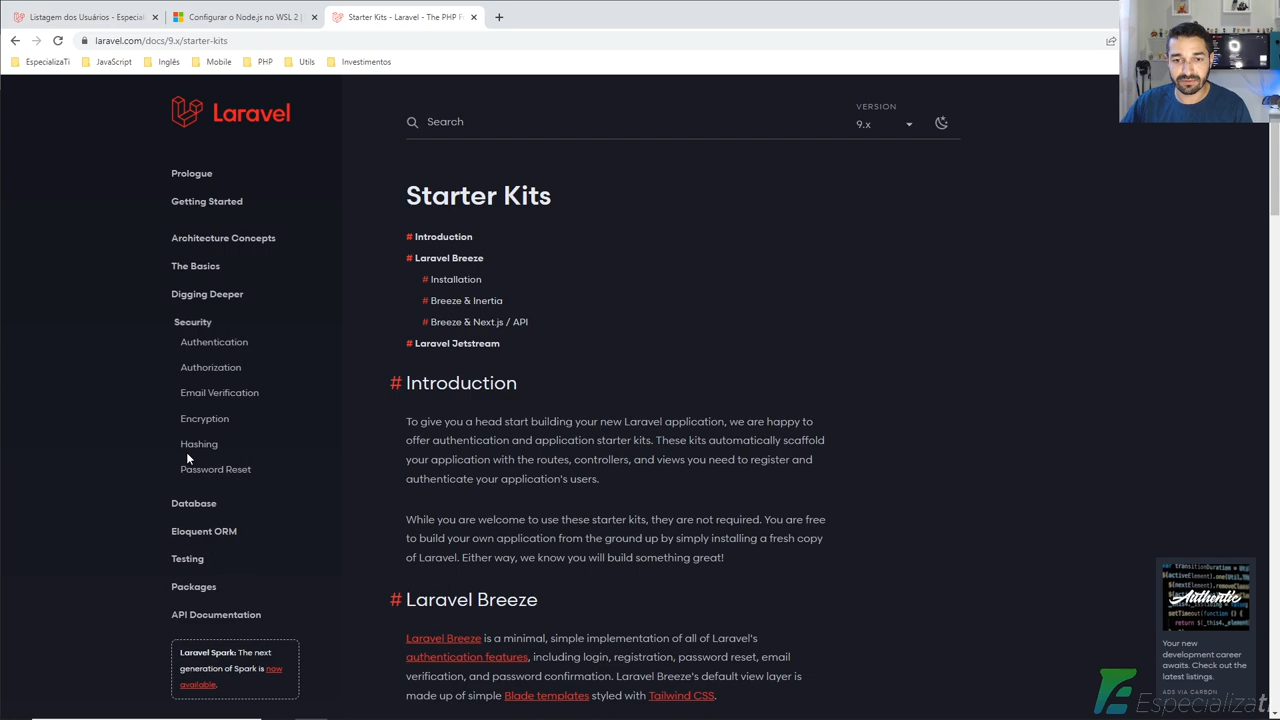 Listagem dos Usuários - Especial
Configurar o Node.js no WSL 2 |
Starter Kits - Laravel - The PHP F
laravel.com/docs/9.x/starter-kits
EspecializaTi
JavaScript
Inglês
Mobile
PHP
Utils
Investimentos
Laravel
Search
VERSION
9.x
Prologue
Getting Started
Architecture Concepts
The Basics
Digging Deeper
Security
Authentication
Authorization
Email Verification
Encryption
Hashing
Password Reset
Database
Eloquent ORM
Testing
Packages
API Documentation
Laravel Spark: The next
generation of Spark is now
available.
Starter Kits
# Introduction
# Laravel Breeze
# Installation
# Breeze & Inertia
# Breeze & Next.js / API
# Laravel Jetstream
# Introduction
To give you a head start building your new Laravel application, we are happy to
offer authentication and application starter kits. These kits automatically scaffold
your application with the routes, controllers, and views you need to register and
authenticate your application's users.
While you are welcome to use these starter kits, they are not required. You are free
to build your own application from the ground up by simply installing a fresh copy
of Laravel. Either way, we know you will build something great!
# Laravel Breeze
Laravel Breeze is a minimal, simple implementation of all of Laravel's
authentication features, including login, registration, password reset, email
verification, and password confirmation. Laravel Breeze's default view layer is
made up of simple Blade templates styled with Tailwind CSS.
Authentic
Your new
development career
awaits. Check out the
latest listings.
ADS VIA CARBON
Especializati